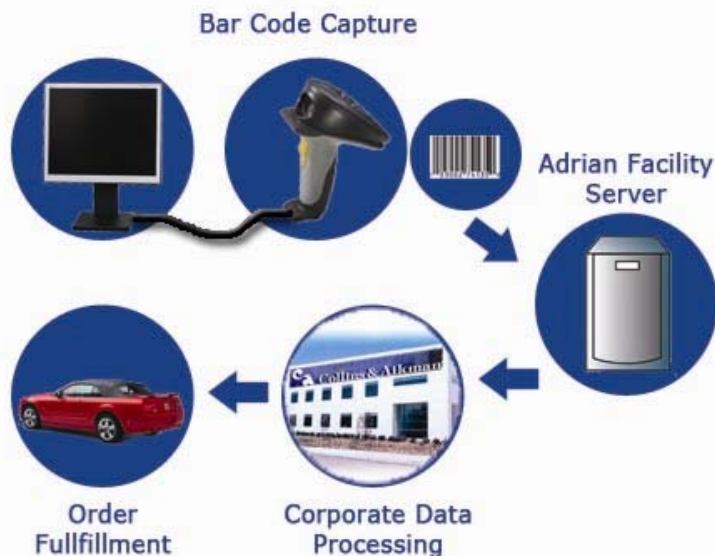 Bar Code Capture
Adrian Facility
Server
Collins & Aikman
Order
Fullfillment
Corporate Data
Processing